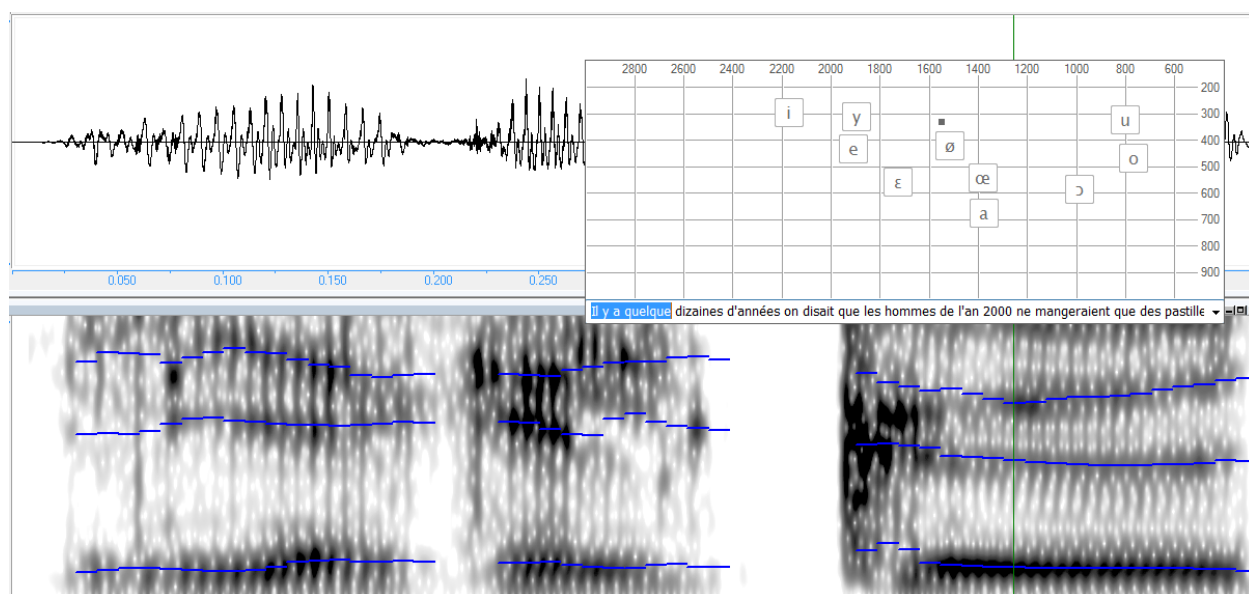 2800 2600 2400 2200 2000 1800 1600 1400 1200 1000 800 600
200
i y u 300
e ø o 400
500
ɛ œ ɔ 600
a 700
800
900
0.050 0.100 0.150 0.200 0.250
Il y a quelque dizaines d'années on disait que les hommes de l'an 2000 ne mangeraient que des pastille